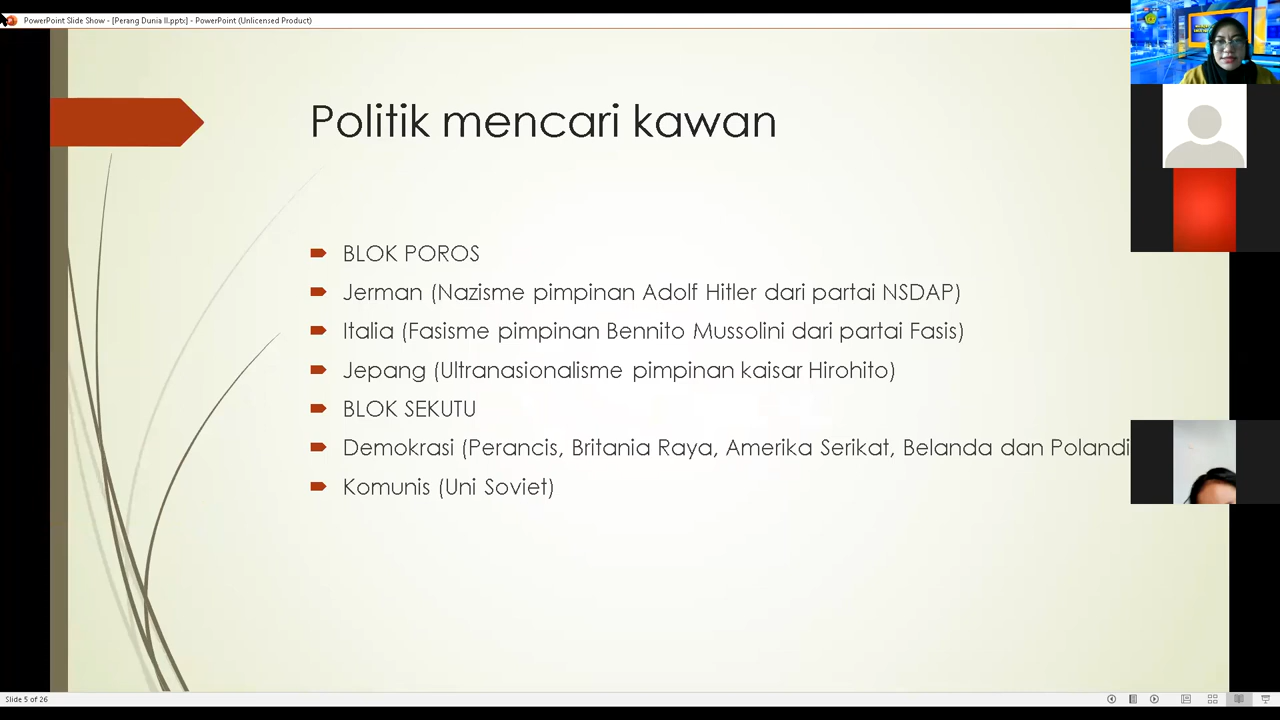 PowerPoint Slide Show - [Perang Dunia II.pptx] - PowerPoint (Unlicensed Product)
Politik mencari kawan
BLOK POROS
Jerman (Nazisme pimpinan Adolf Hitler dari partai NSDAP)
Italia (Fasisme pimpinan Bennito Mussolini dari partai Fasis)
Jepang (Ultranasionalisme pimpinan kaisar Hirohito)
BLOK SEKUTU
Demokrasi (Perancis, Britania Raya, Amerika Serikat, Belanda dan Polandi
Komunis (Uni Soviet)
Slide 5 of 26